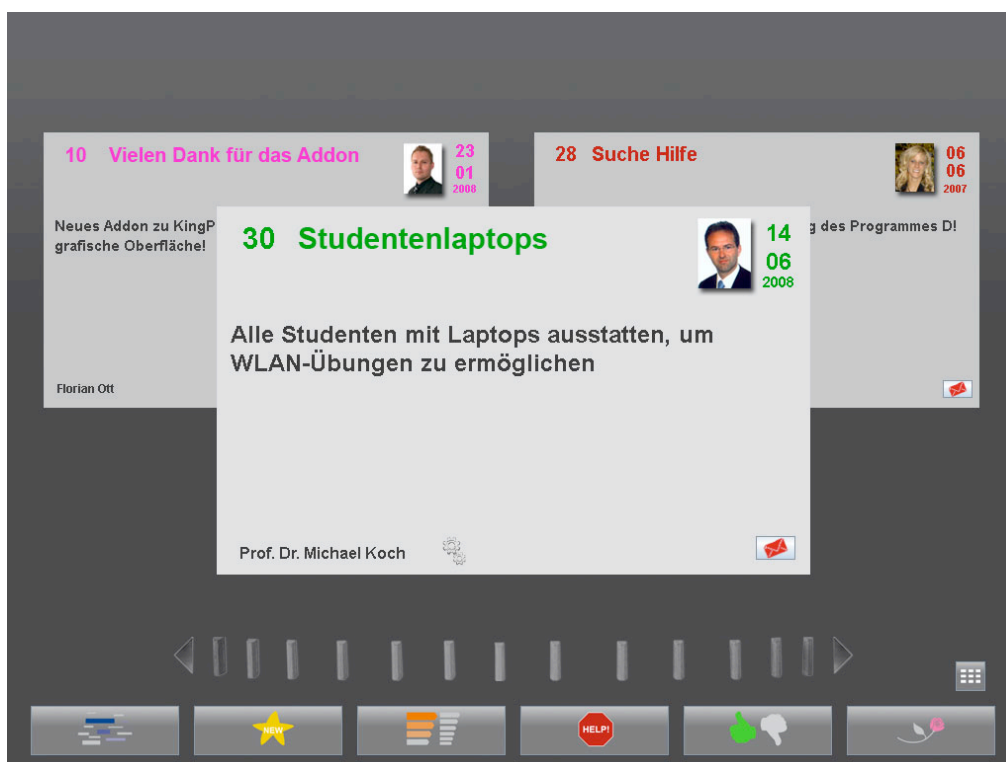 10 Vielen Dank für das Addon
23
01
2008
Neues Addon zu KingP
grafische Oberfläche!
Florian Ott
28 Suche Hilfe
06
06
2007
des Programmes D!
30 Studentenlaptops
14
06
2008
Alle Studenten mit Laptops ausstatten, um
WLAN-Übungen zu ermöglichen
Prof. Dr. Michael Koch
NEW
HELP!